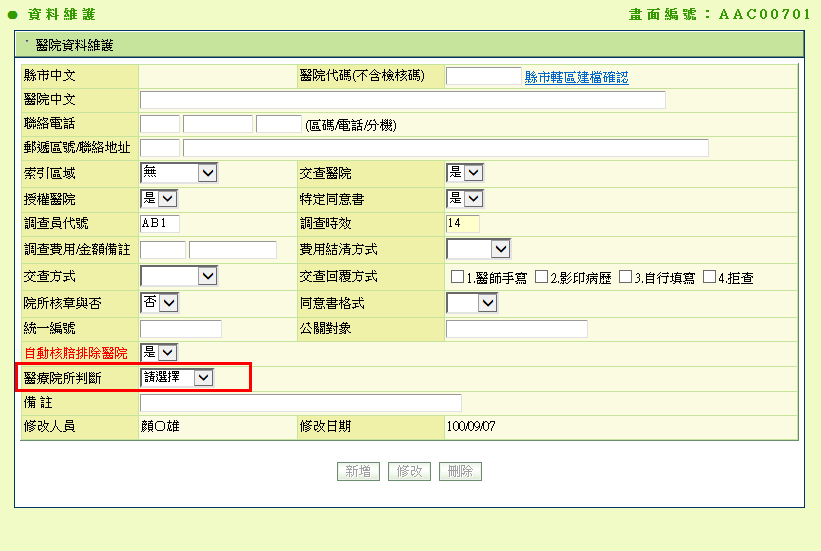 資料維護 畫面編號：AAC00701
醫院資料維護
縣市中文 醫院代碼(不含檢核碼) 縣市轄區建檔確認
醫院中文
聯絡電話 (區碼/電話/分機)
郵遞區號/聯絡地址
索引區域 無 交查醫院 是
授權醫院 是 特定同意書 是
調查員代號 AB1 調查時效 14
調查費用/金額備註 費用結清方式
交查方式 交查回覆方式 1.醫師手寫 2.影印病歷 3.自行填寫 4.拒查
院所核章與否 否 同意書格式
統一編號 公關對象
自動核賠排除醫院 是
醫療院所判斷 請選擇
備 註
修改人員 顏○雄 修改日期 100/09/07
新增 修改 刪除